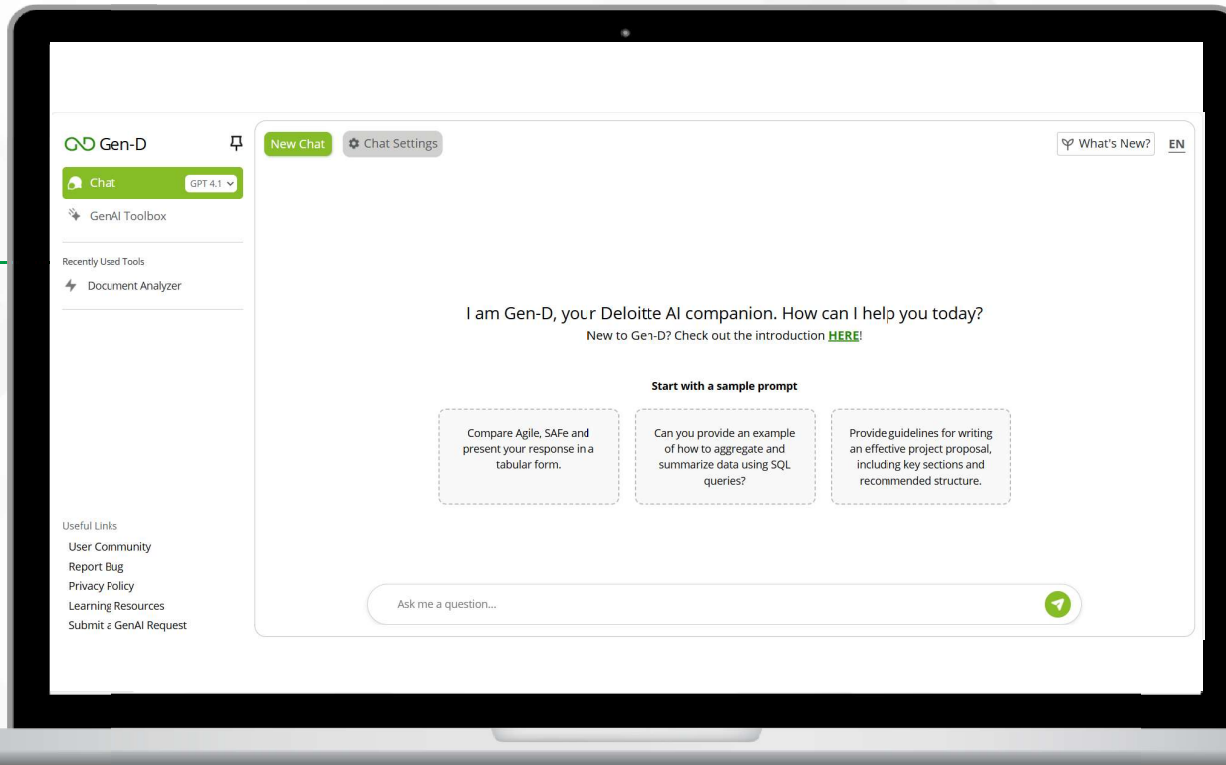 Gen-D
Chat
GPT 4.1
GenAI Toolbox
Recently Used Tools
Document Analyzer
Useful Links
User Community
Report Bug
Privacy Policy
Learning Resources
Submit a GenAI Request
New Chat
Chat Settings
What's New?
EN
I am Gen-D, your Deloitte AI companion. How can I help you today?
New to Gen-D? Check out the introduction HERE!
Start with a sample prompt
Compare Agile, SAFe and
present your response in a
tabular form.
Can you provide an example
of how to aggregate and
summarize data using SQL
queries?
Provide guidelines for writing
an effective project proposal,
including key sections and
recommended structure.
Ask me a question...